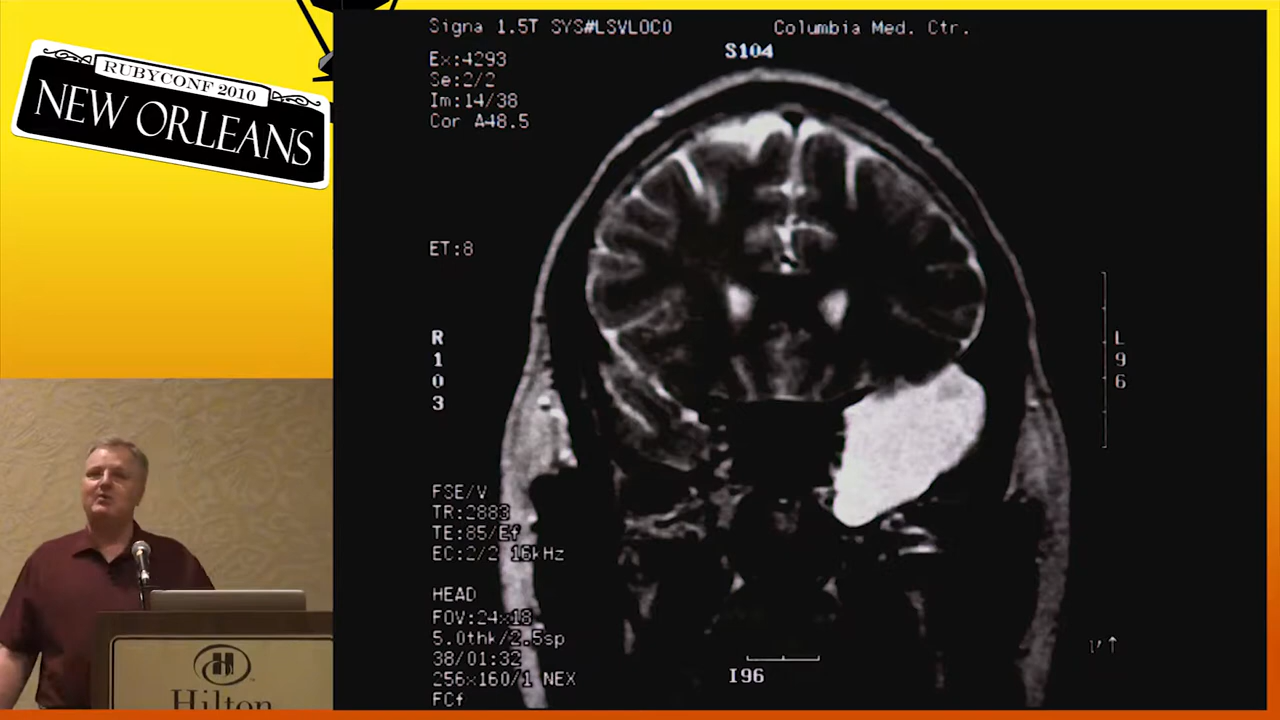 RUBYCONF 2010
NEW ORLEANS
Signa 1.5T SYS#LSVLOC0
Columbia Med. Ctr.
S104
Ex:4293
Se:2/2
Im:14/38
Cor A48.5
ET:8
R
1
0
3
L
9
6
FSE/V
TR:2883
TE:85/Ef
EC:2/2 16kHz
HEAD
FOV:24x18
5.0thk/2.5sp
38/01:32
256x160/1 NEX
FCf
I96
H
Hilton